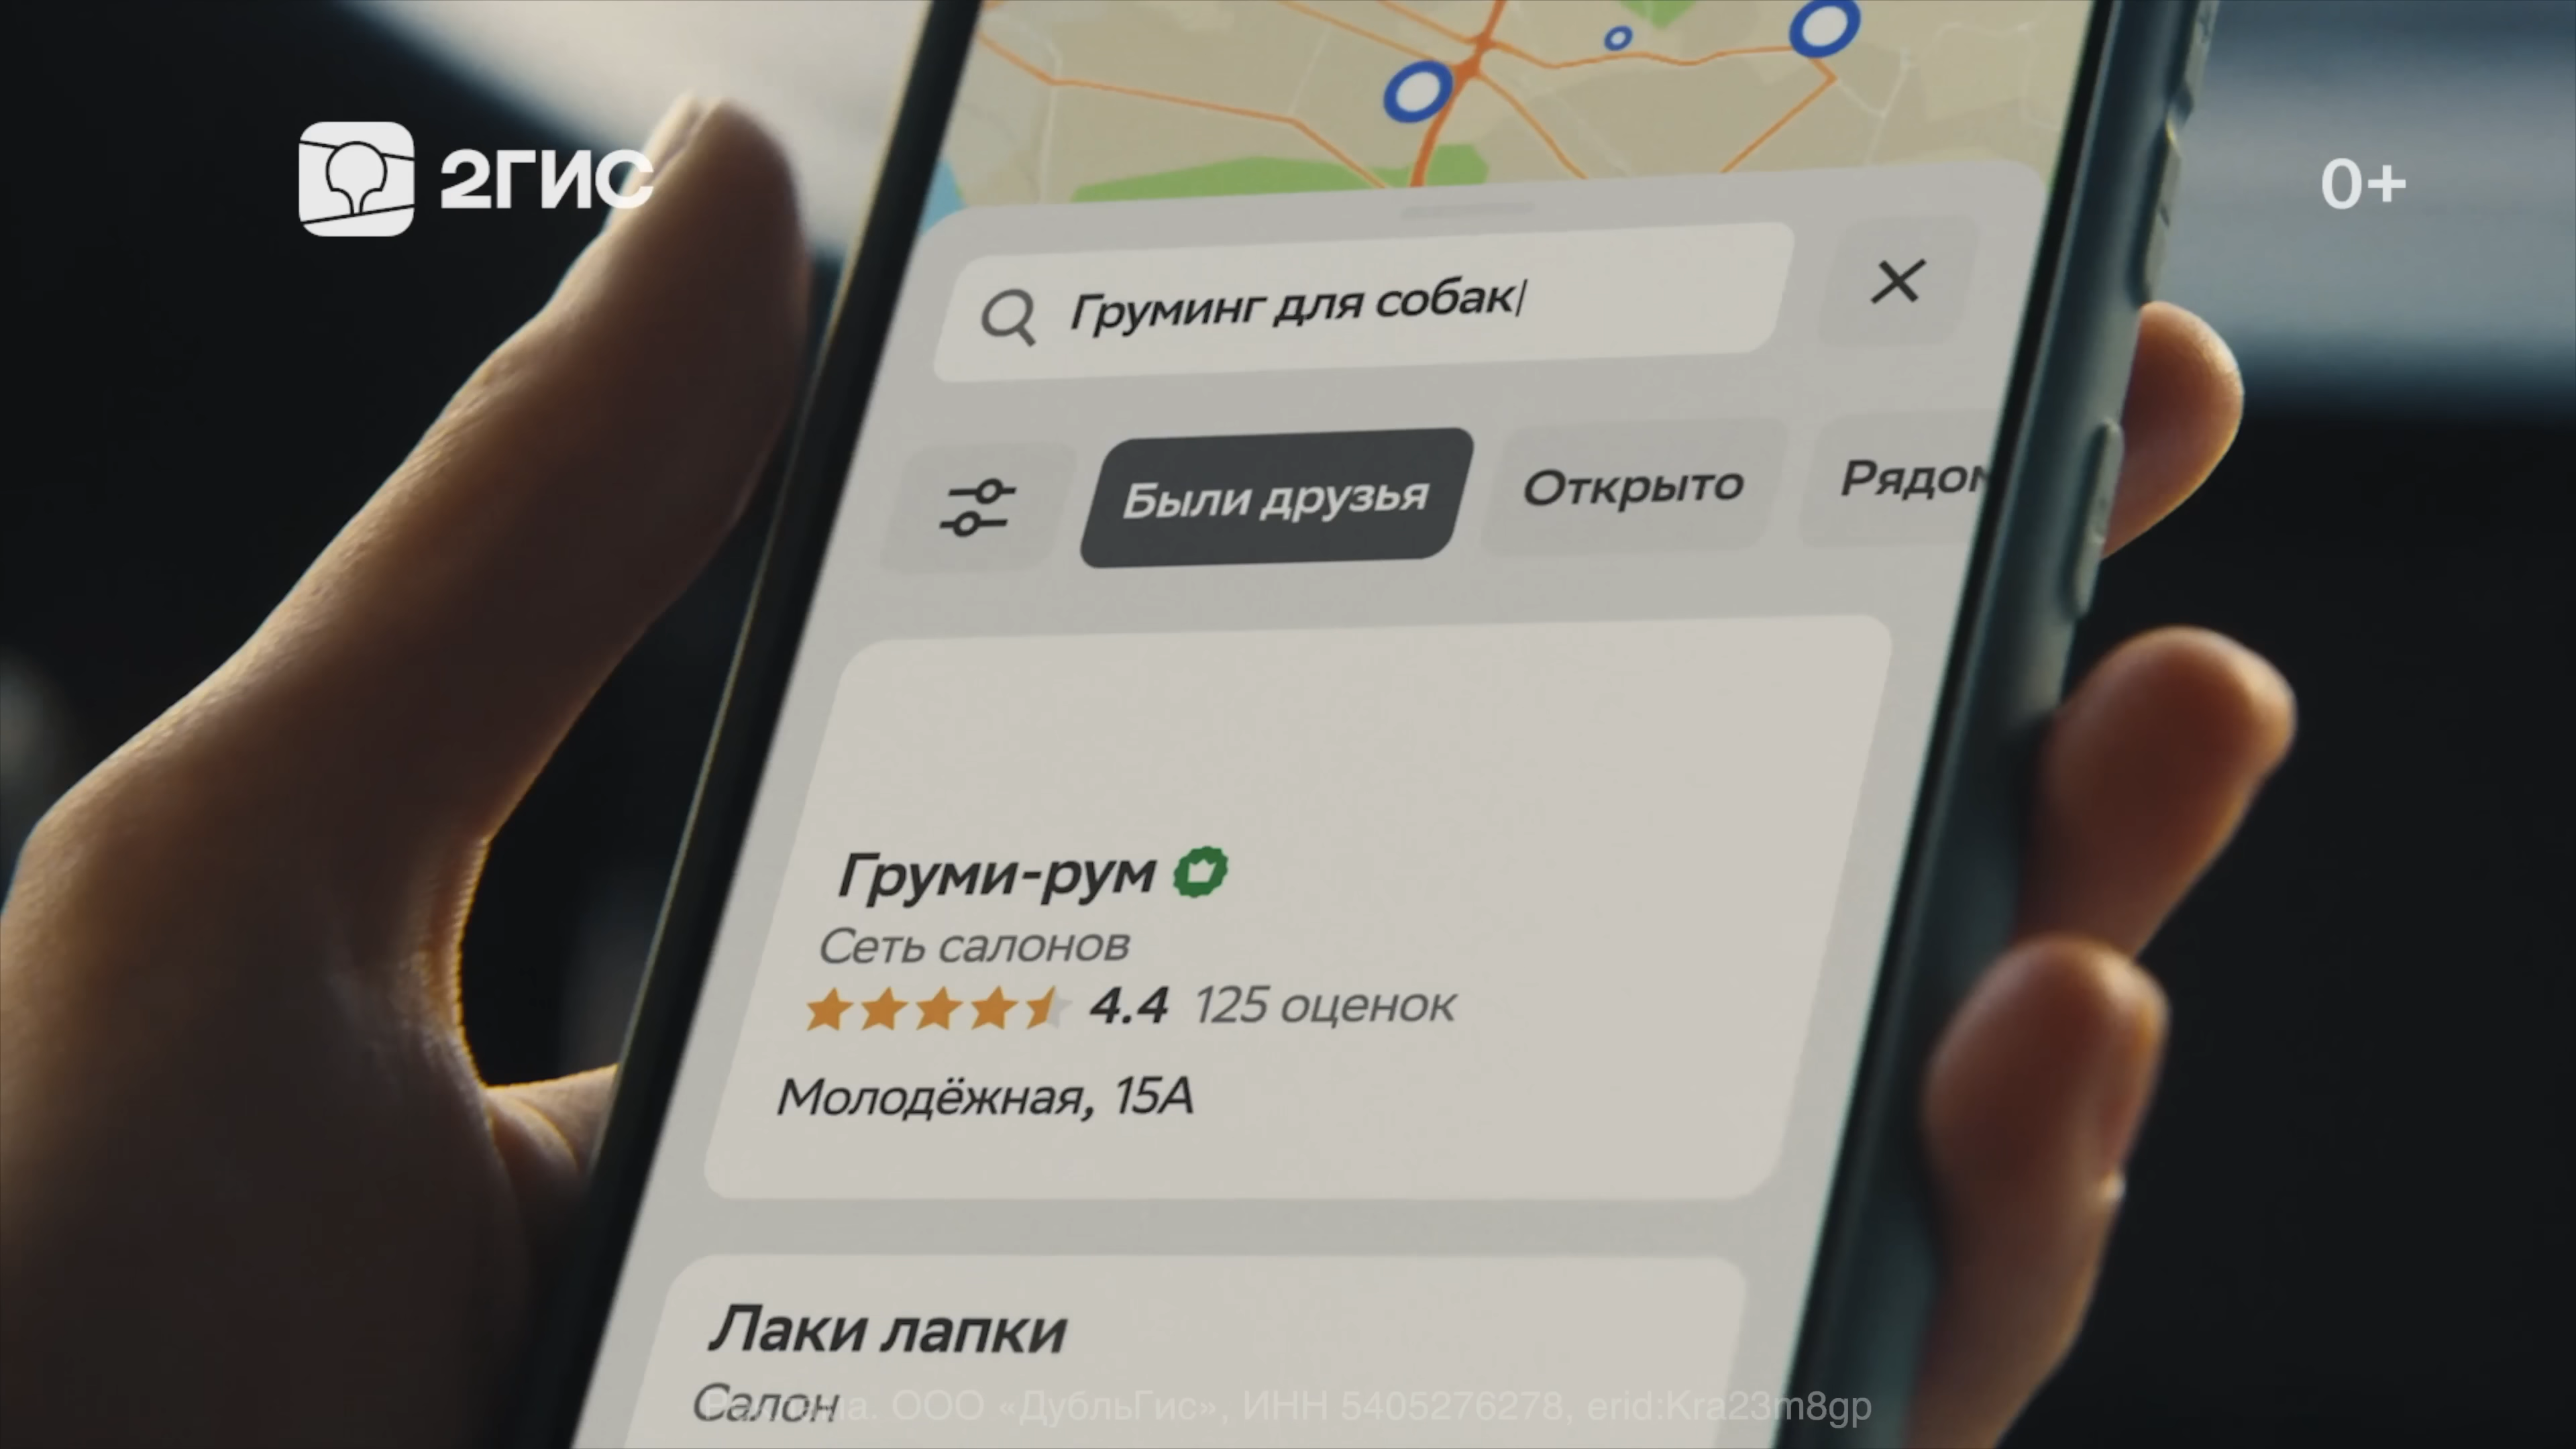 2ГИС
0+
Груминг для собак
Были друзья
Открыто
Груми-рум
Сеть салонов
4.4 125 оценок
Молодёжная, 15А
Лаки лапки
Салон
ООО «ДубльГис», ИНН 5405276278, erid:Kra23m8gp